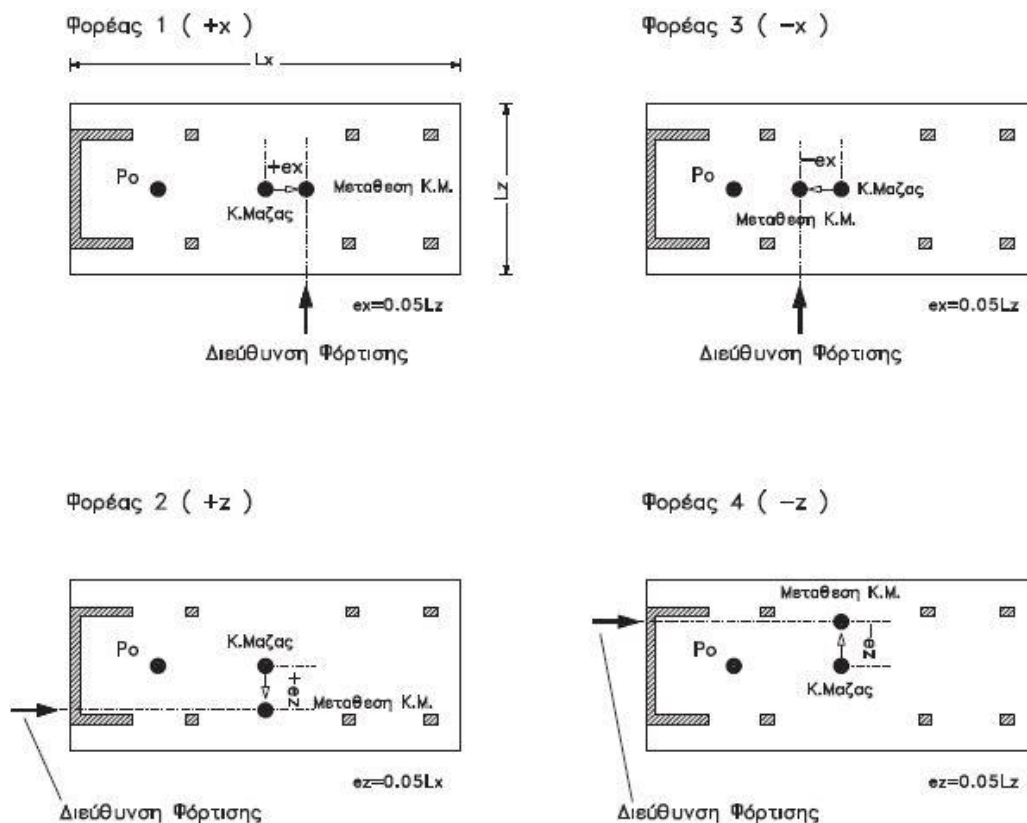 Φορέας 1 ( +x )
Lx
Po
+ex
Μεταθεση Κ.Μ.
Κ.Μαζας
Lz
ex=0.05Lz
Διεύθυνση Φόρτισης
Φορέας 3 ( -x )
-ex
Po
Κ.Μαζας
Μεταθεση Κ.Μ.
ex=0.05Lz
Διεύθυνση Φόρτισης
Φορέας 2 ( +z )
Κ.Μαζας
Po
+ez
Μεταθεση Κ.Μ.
ez=0.05Lx
Διεύθυνση Φόρτισης
Φορέας 4 ( -z )
Μεταθεση Κ.Μ.
Po
-ez
Κ.Μαζας
ez=0.05Lz
Διεύθυνση Φόρτισης